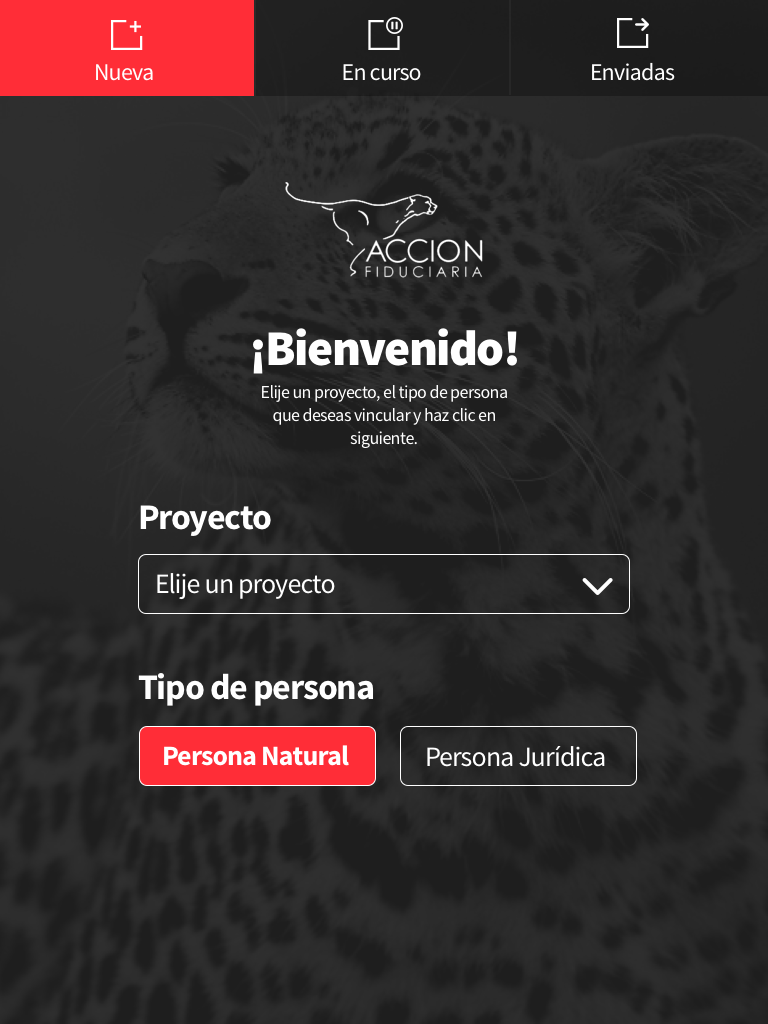 Nueva
En curso
Enviadas
ACCION
FIDUCIARIA
¡Bienvenido!
Elije un proyecto, el tipo de persona
que deseas vincular y haz clic en
siguiente.
Proyecto
Elije un proyecto
Tipo de persona
Persona Natural
Persona Jurídica